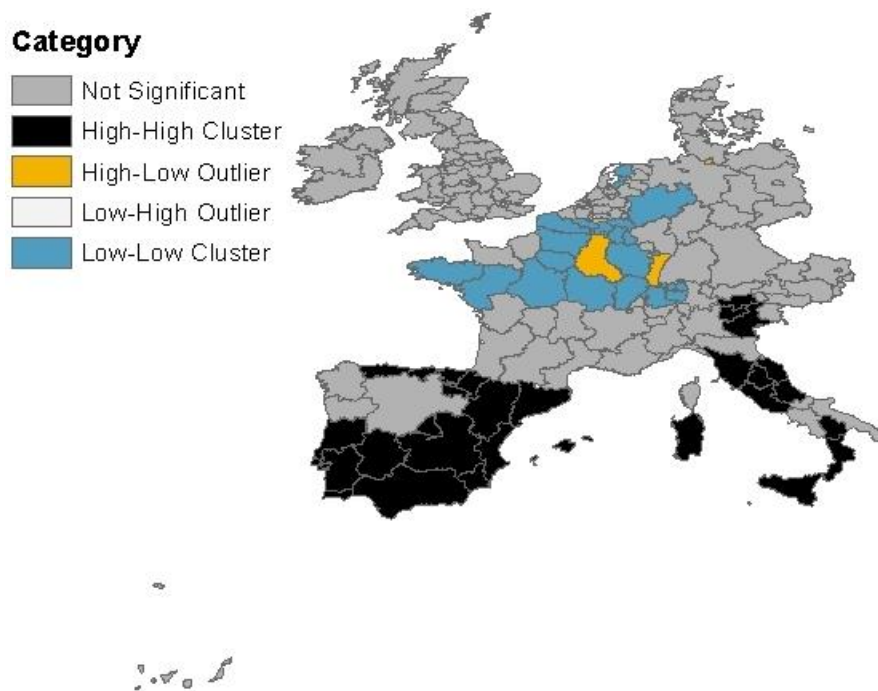 Category
Not Significant
High-High Cluster
High-Low Outlier
Low-High Outlier
Low-Low Cluster